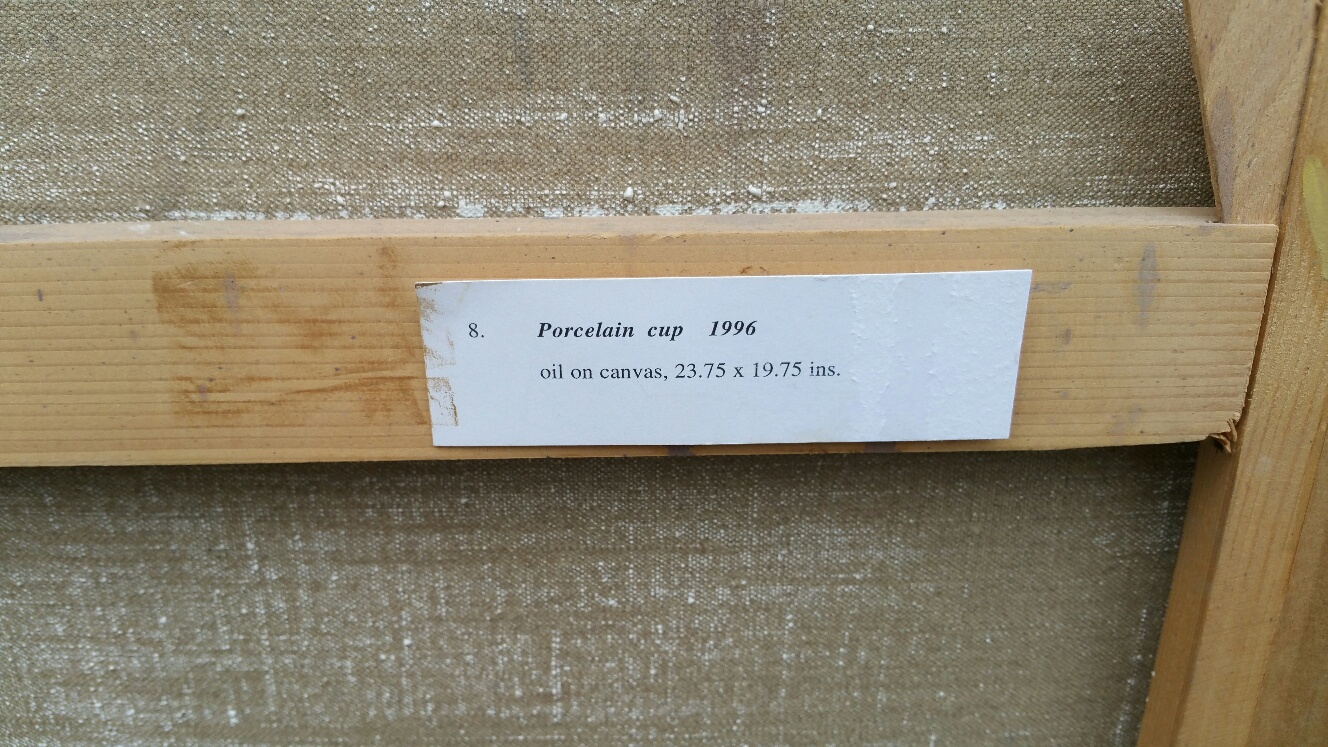 8. Porcelain cup 1996
oil on canvas, 23.75 x 19.75 ins.